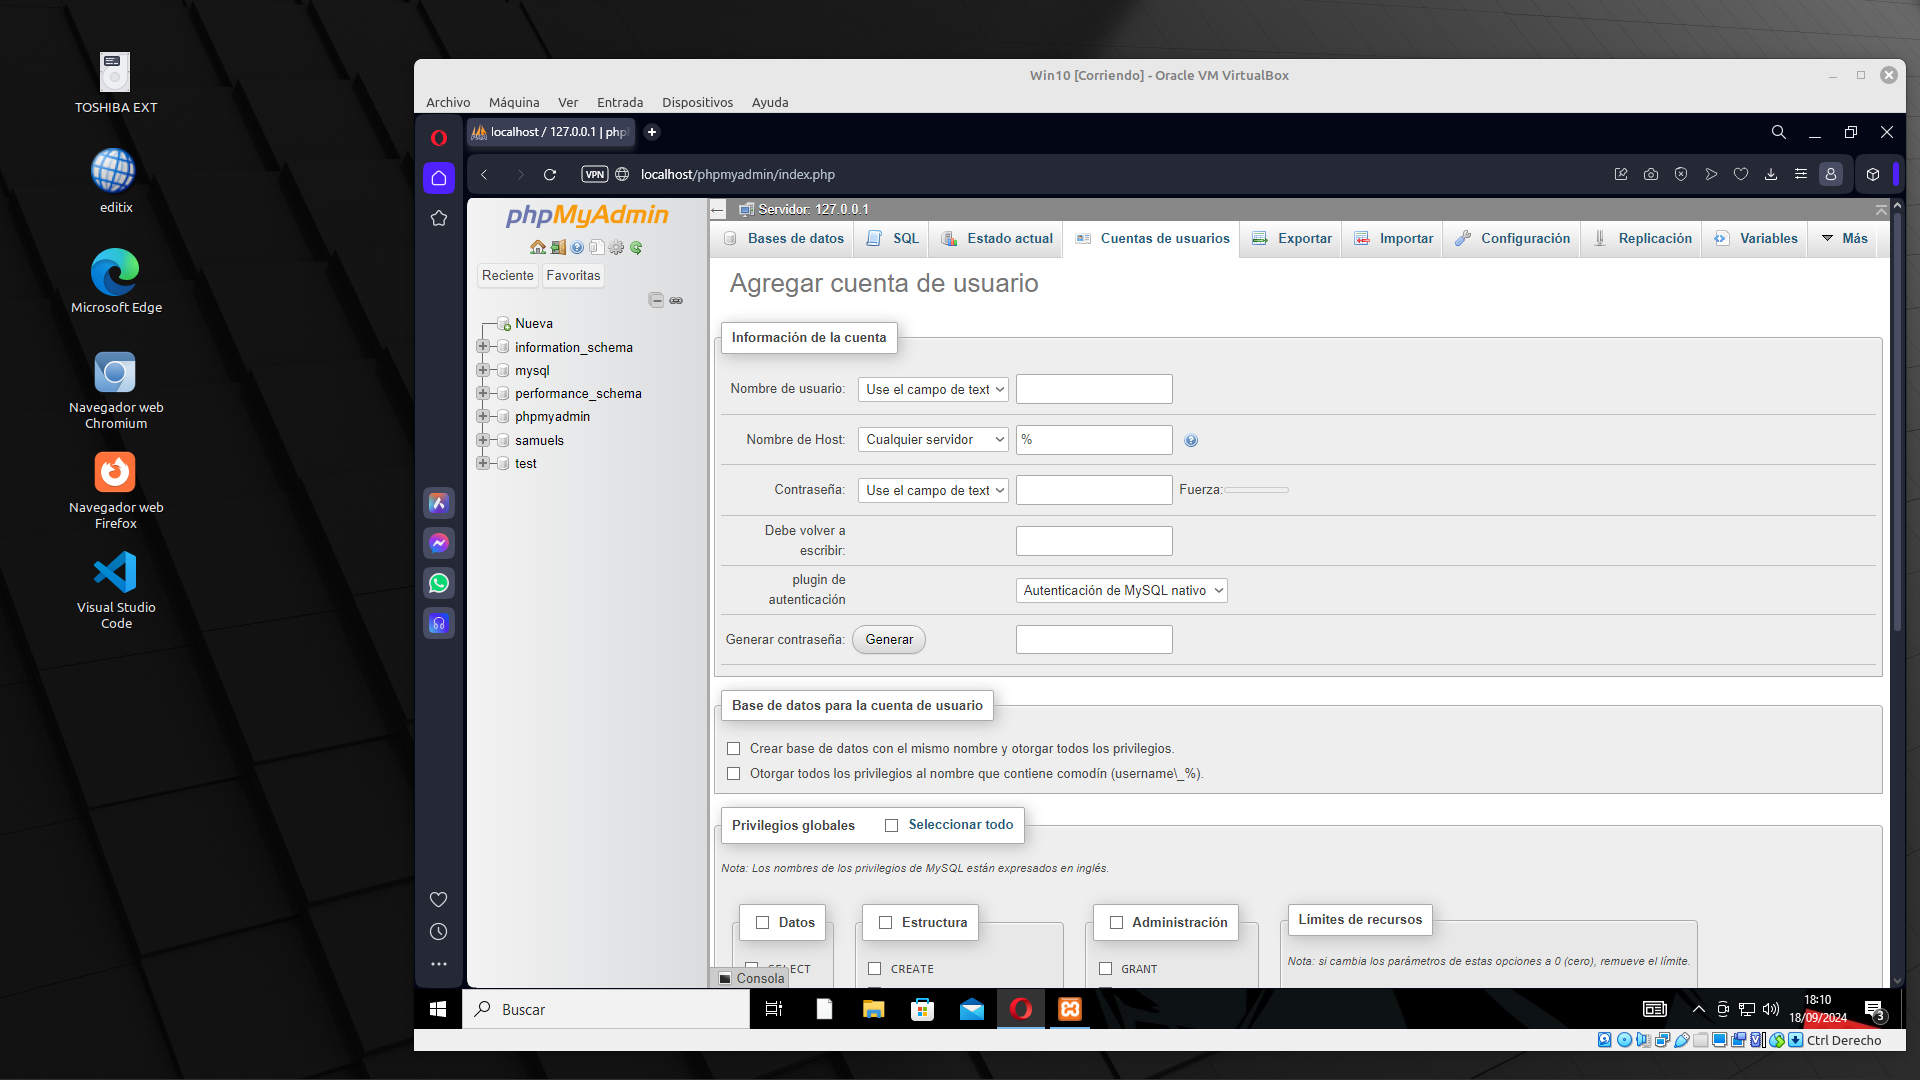 TOSHIBA EXT
editix
Microsoft Edge
Navegador web
Chromium
Navegador web
Firefox
Visual Studio
Code
Win10 [Corriendo] - Oracle VM VirtualBox
Archivo Máquina Ver Entrada Dispositivos Ayuda
localhost / 127.0.0.1 | php
VPN localhost/phpmyadmin/index.php
phpMyAdmin
Reciente Favoritas
Nueva
information_schema
mysql
performance_schema
phpmyadmin
samuels
test
Servidor: 127.0.0.1
Bases de datos SQL Estado actual Cuentas de usuarios Exportar Importar Configuración Replicación Variables Más
Agregar cuenta de usuario
Información de la cuenta
Nombre de usuario: Use el campo de text
Nombre de Host: Cualquier servidor %
Contraseña: Use el campo de text Fuerza:
Debe volver a
escribir:
plugin de
autenticación
Autenticación de MySQL nativo
Generar contraseña: Generar
Base de datos para la cuenta de usuario
Crear base de datos con el mismo nombre y otorgar todos los privilegios.
Otorgar todos los privilegios al nombre que contiene comodín (username\_%).
Privilegios globales Seleccionar todo
Nota: Los nombres de los privilegios de MySQL están expresados en inglés.
Datos Estructura Administración Límites de recursos
Nota: si cambia los parámetros de estas opciones a 0 (cero), remueve el límite.
SELECT CREATE GRANT
Consola
Buscar
18:10
18/09/2024
3
Ctrl Derecho